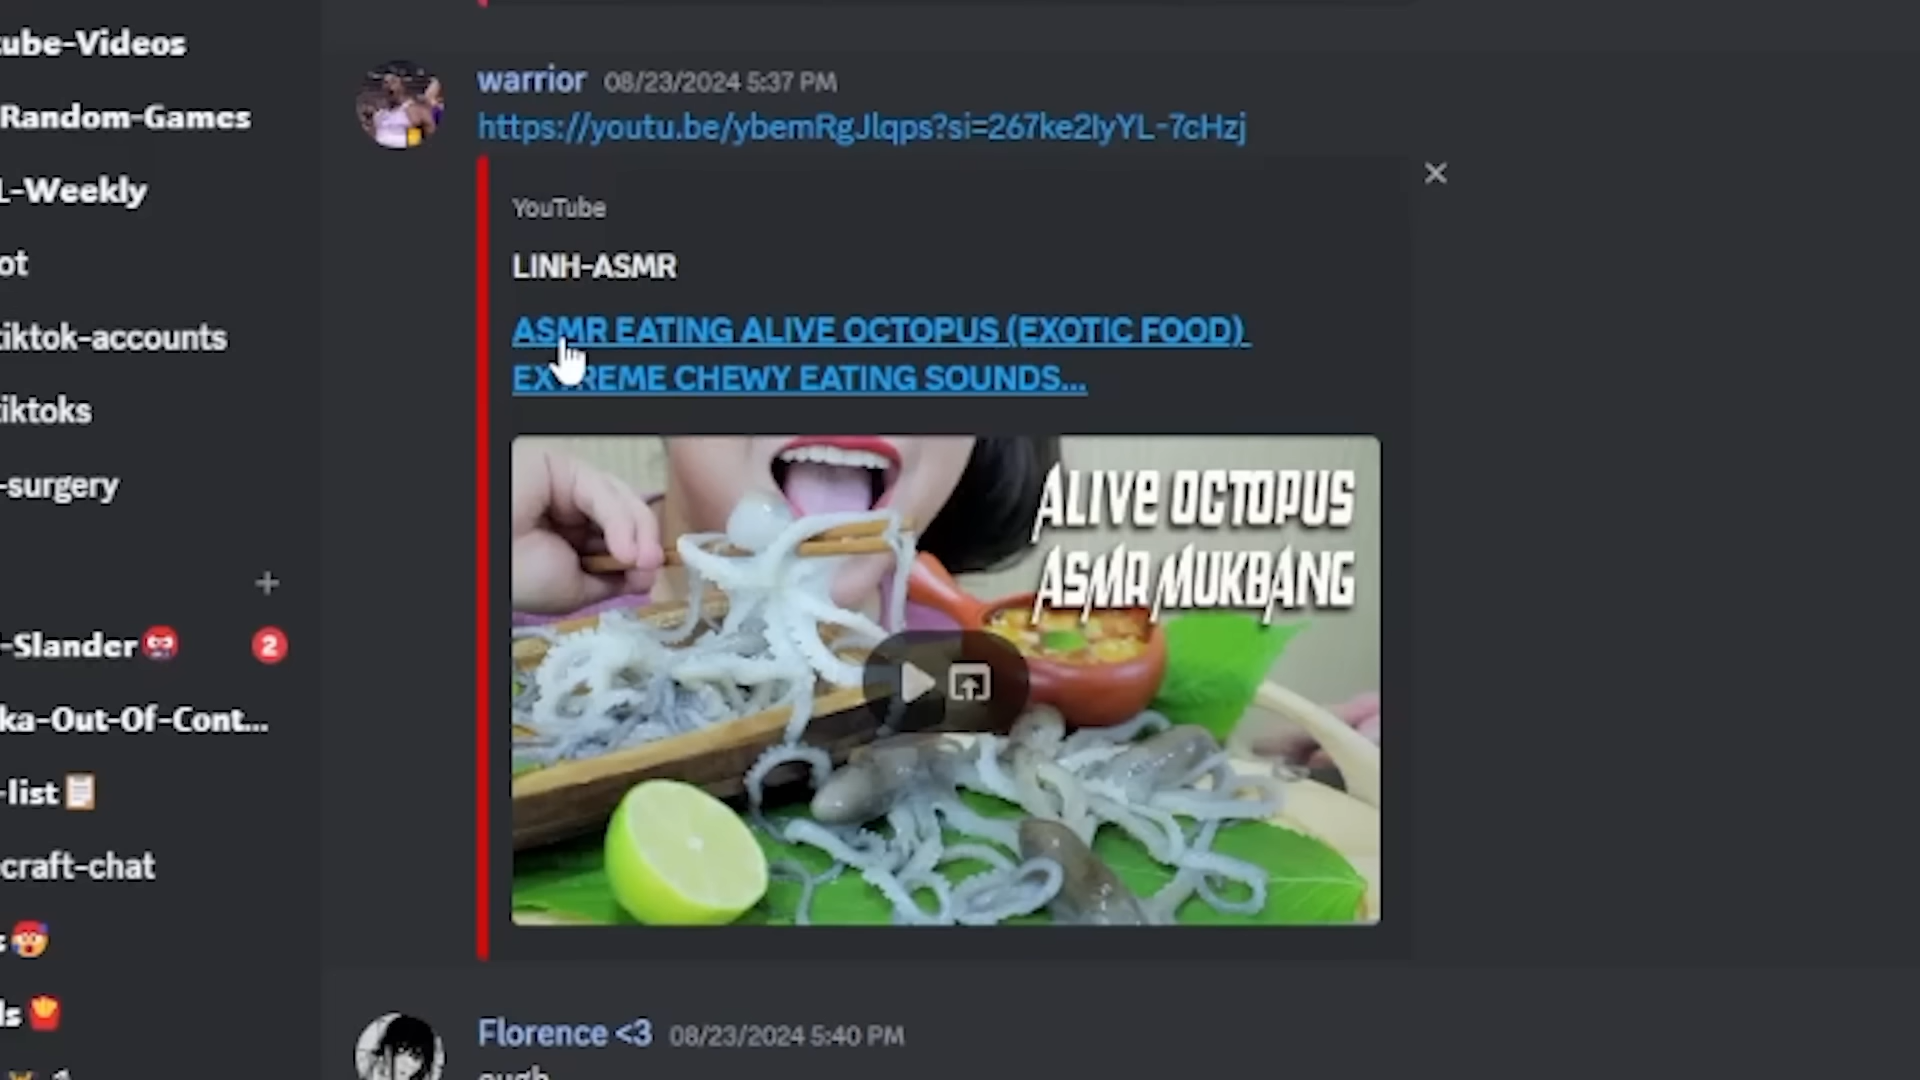 ube-Videos
Random-Games
L-Weekly
ot
iktok-accounts
iktoks
-surgery
+
-Slander
2
ka-Out-Of-Cont...
-list
craft-chat
warrior 08/23/2024 5:37 PM
https://youtu.be/ybemRgJlqps?si=267ke2IyYL-7cHzj
YouTube
LINH-ASMR
ASMR EATING ALIVE OCTOPUS (EXOTIC FOOD)
EXTREME CHEWY EATING SOUNDS...
ALIVE OCTOPUS
ASMR MUKBANG
Florence <3 08/23/2024 5:40 PM